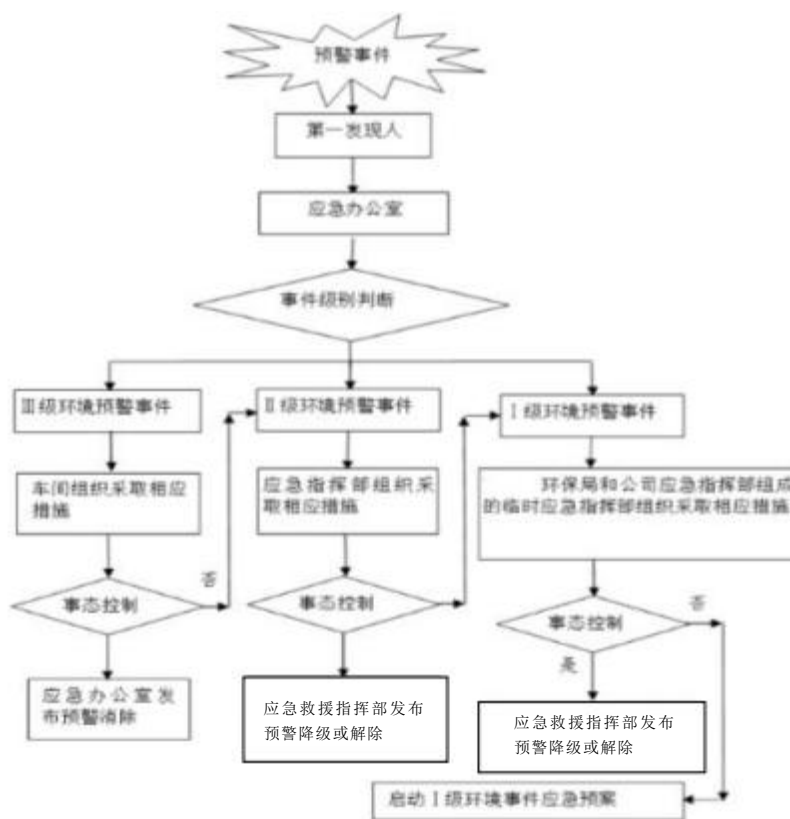 预警事件
第一发现人
应急办公室
事件级别判断
Ⅲ级环境预警事件
Ⅱ级环境预警事件
Ⅰ级环境预警事件
车间组织采取相应
措施
应急指挥部组织采
取相应措施
环保局和公司应急指挥部组成
的临时应急指挥部组织采取相应措施
否
事态控制
事态控制
否
事态控制
是
应急办公室发
布预警消除
应急救援指挥部发布
预警降级或解除
应急救援指挥部发布
预警降级或解除
启动Ⅰ级环境事件应急预案